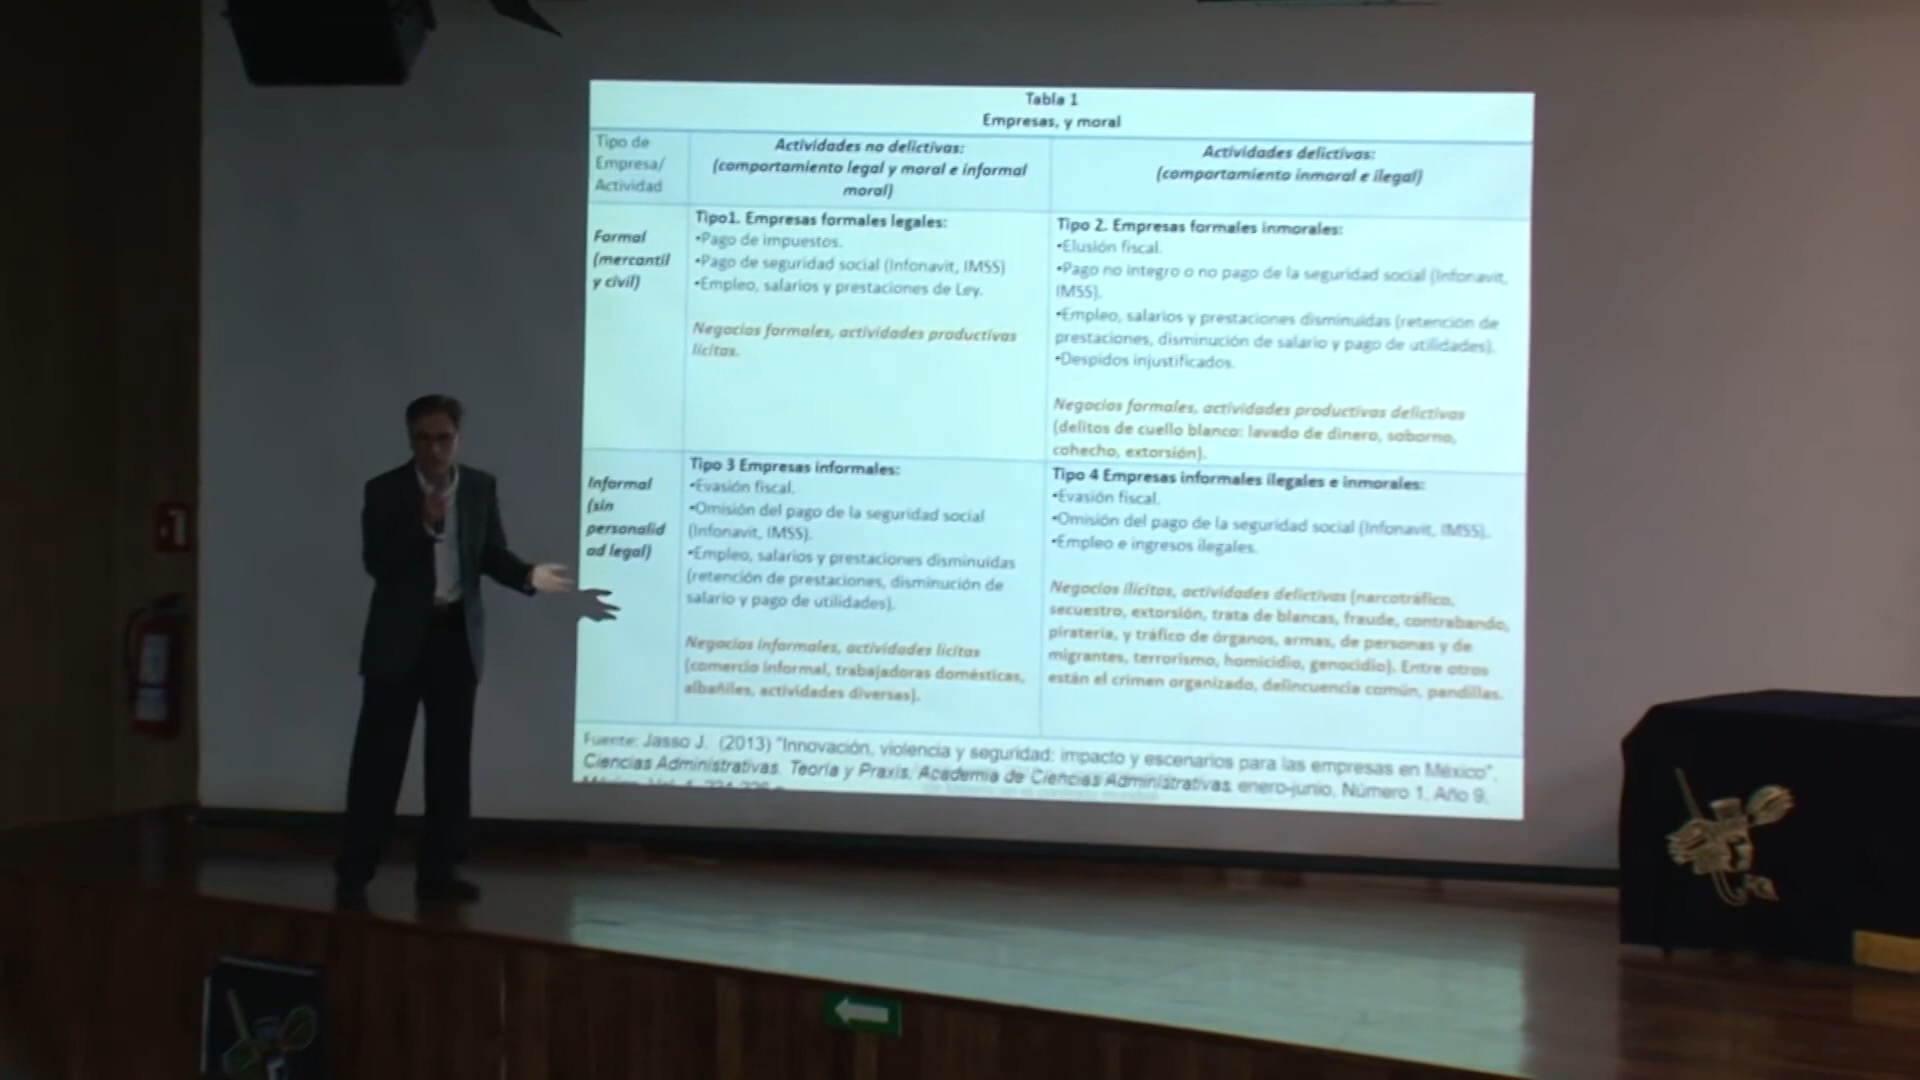 Tabla 1
Empresas, y moral
Tipo de
Empresa/
Actividad
Actividades no delictivas:
(comportamiento legal y moral e informal
moral)
Actividades delictivas:
(comportamiento inmoral e ilegal)
Formal
(mercantil
y civil)
Tipo1. Empresas formales legales:
•Pago de impuestos.
•Pago de seguridad social (Infonavit, IMSS)
•Empleo, salarios y prestaciones de Ley.
Negocios formales, actividades productivas
lícitas.
Tipo 2. Empresas formales inmorales:
•Elusión fiscal.
•Pago no integro o no pago de la seguridad social (Infonavit,
IMSS).
•Empleo, salarios y prestaciones disminuidas (retención de
prestaciones, disminución de salario y pago de utilidades).
•Despidos injustificados.
Negocios formales, actividades productivas delictivas
(delitos de cuello blanco: lavado de dinero, soborno,
cohecho, extorsión).
Informal
(sin
personalid
ad legal)
Tipo 3 Empresas informales:
•Evasión fiscal.
•Omisión del pago de la seguridad social
(Infonavit, IMSS).
•Empleo, salarios y prestaciones disminuidas
(retención de prestaciones, disminución de
salario y pago de utilidades).
Negocios informales, actividades lícitas
(comercio informal, trabajadoras domésticas,
albañiles, actividades diversas).
Tipo 4 Empresas informales ilegales e inmorales:
•Evasión fiscal.
•Omisión del pago de la seguridad social (Infonavit, IMSS).
•Empleo e ingresos ilegales.
Negocios ilícitos, actividades delictivas (narcotráfico,
secuestro, extorsión, trata de blancas, fraude, contrabando,
piratería, y tráfico de órganos, armas, de personas y de
migrantes, terrorismo, homicidio, genocidio). Entre otros
están el crimen organizado, delincuencia común, pandillas.
Fuente: Jasso J. (2013) "Innovación, violencia y seguridad: impacto y escenarios para las empresas en México".
Ciencias Administrativas. Teoría y Praxis. Academia de Ciencias Administrativas. enero-junio, Número 1, Año 9,